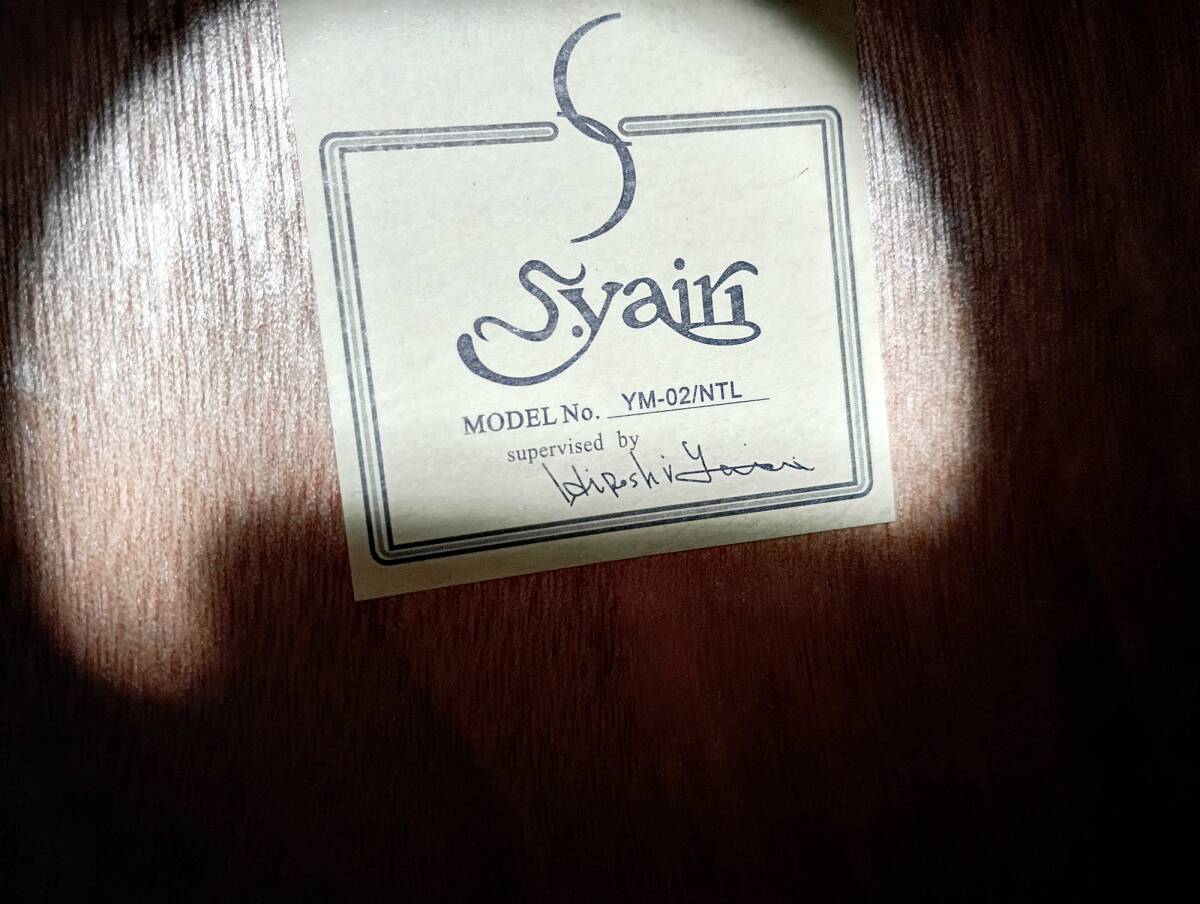 S
S.yairi
MODEL No. YM-02/NTL
supervised by
Hiroshi Yairi